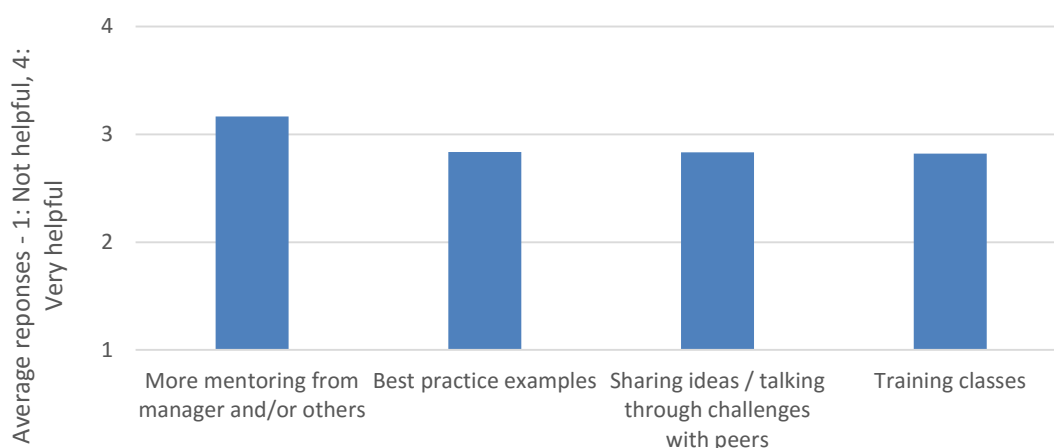 Average reponses - 1: Not helpful, 4:
Very helpful
4
3
2
1
More mentoring from
manager and/or others
Best practice examples
Sharing ideas / talking
through challenges
with peers
Training classes